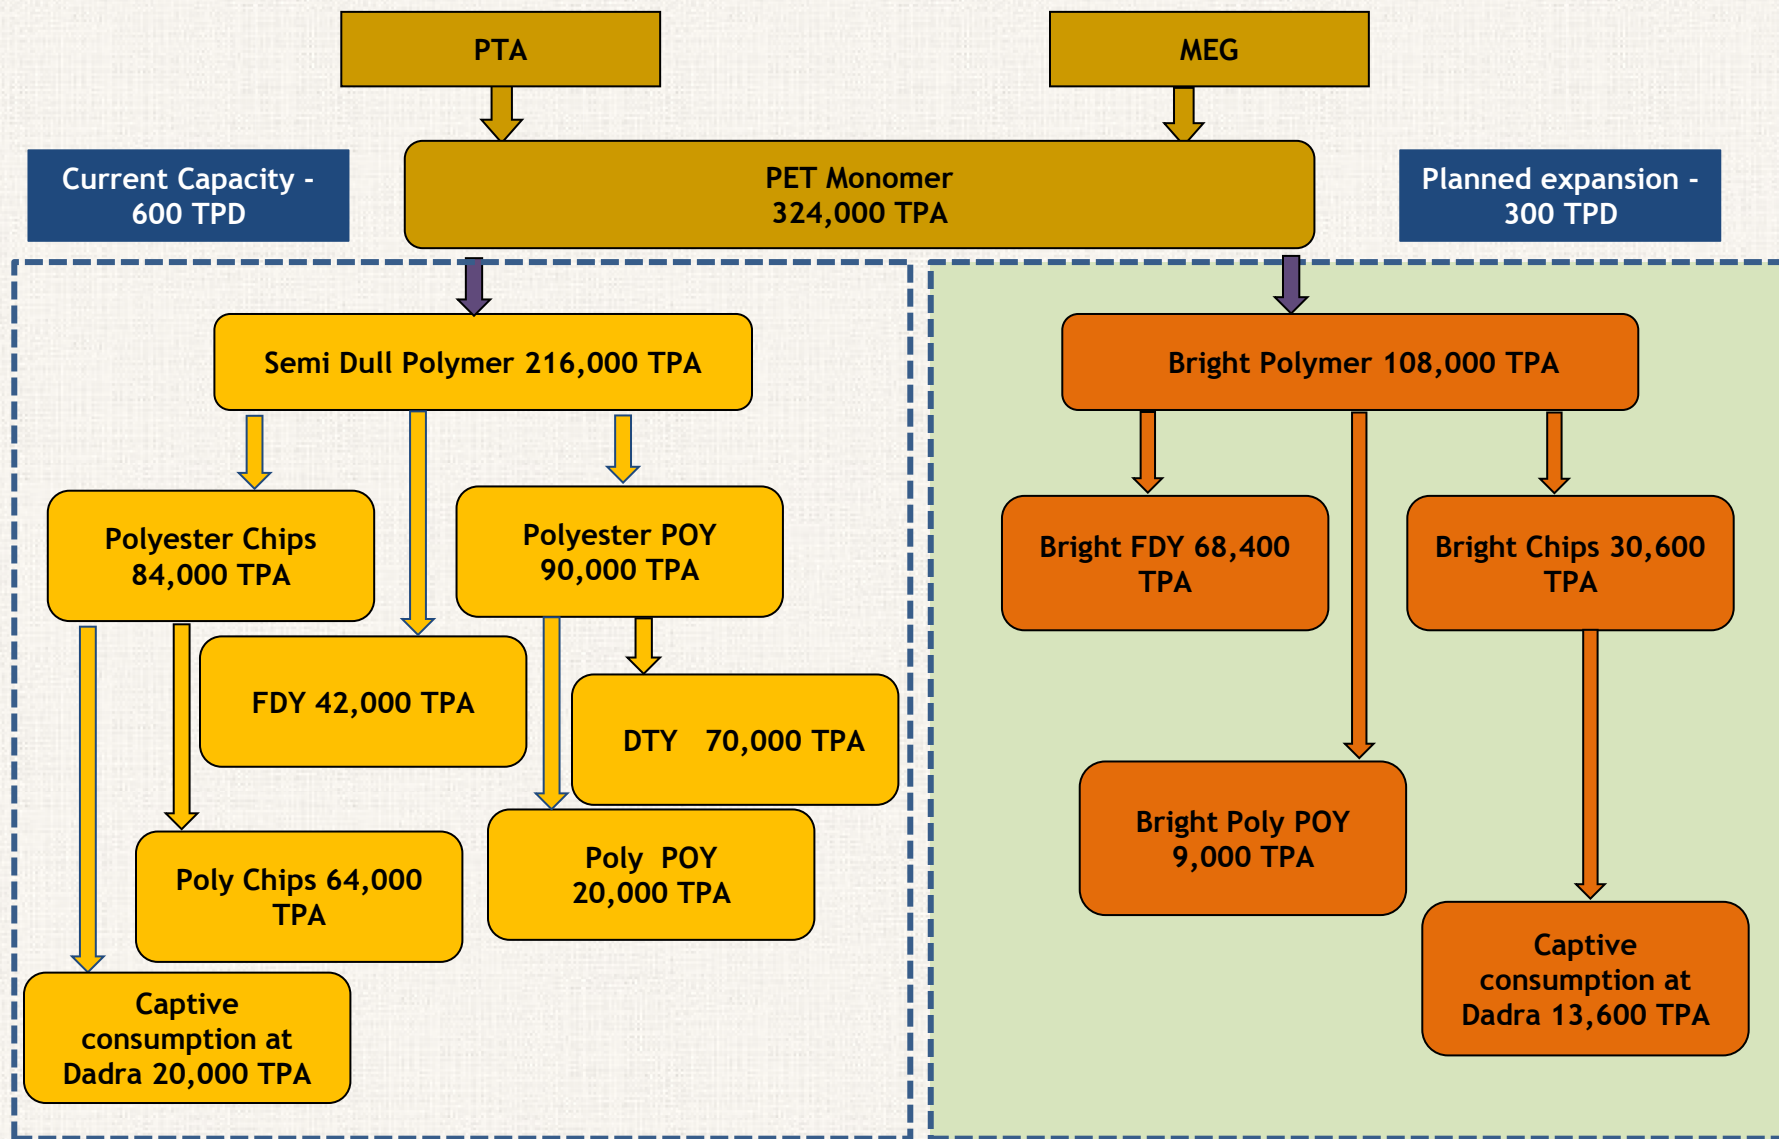 PTA
MEG
PET Monomer
324,000 TPA
Current Capacity -
600 TPD
Planned expansion -
300 TPD
Semi Dull Polymer 216,000 TPA
Bright Polymer 108,000 TPA
Polyester Chips
84,000 TPA
Polyester POY
90,000 TPA
Bright FDY 68,400
TPA
Bright Chips 30,600
TPA
FDY 42,000 TPA
DTY   70,000 TPA
Poly Chips 64,000
TPA
Poly  POY
20,000 TPA
Bright Poly POY
9,000 TPA
Captive
consumption at
Dadra 20,000 TPA
Captive
consumption at
Dadra 13,600 TPA